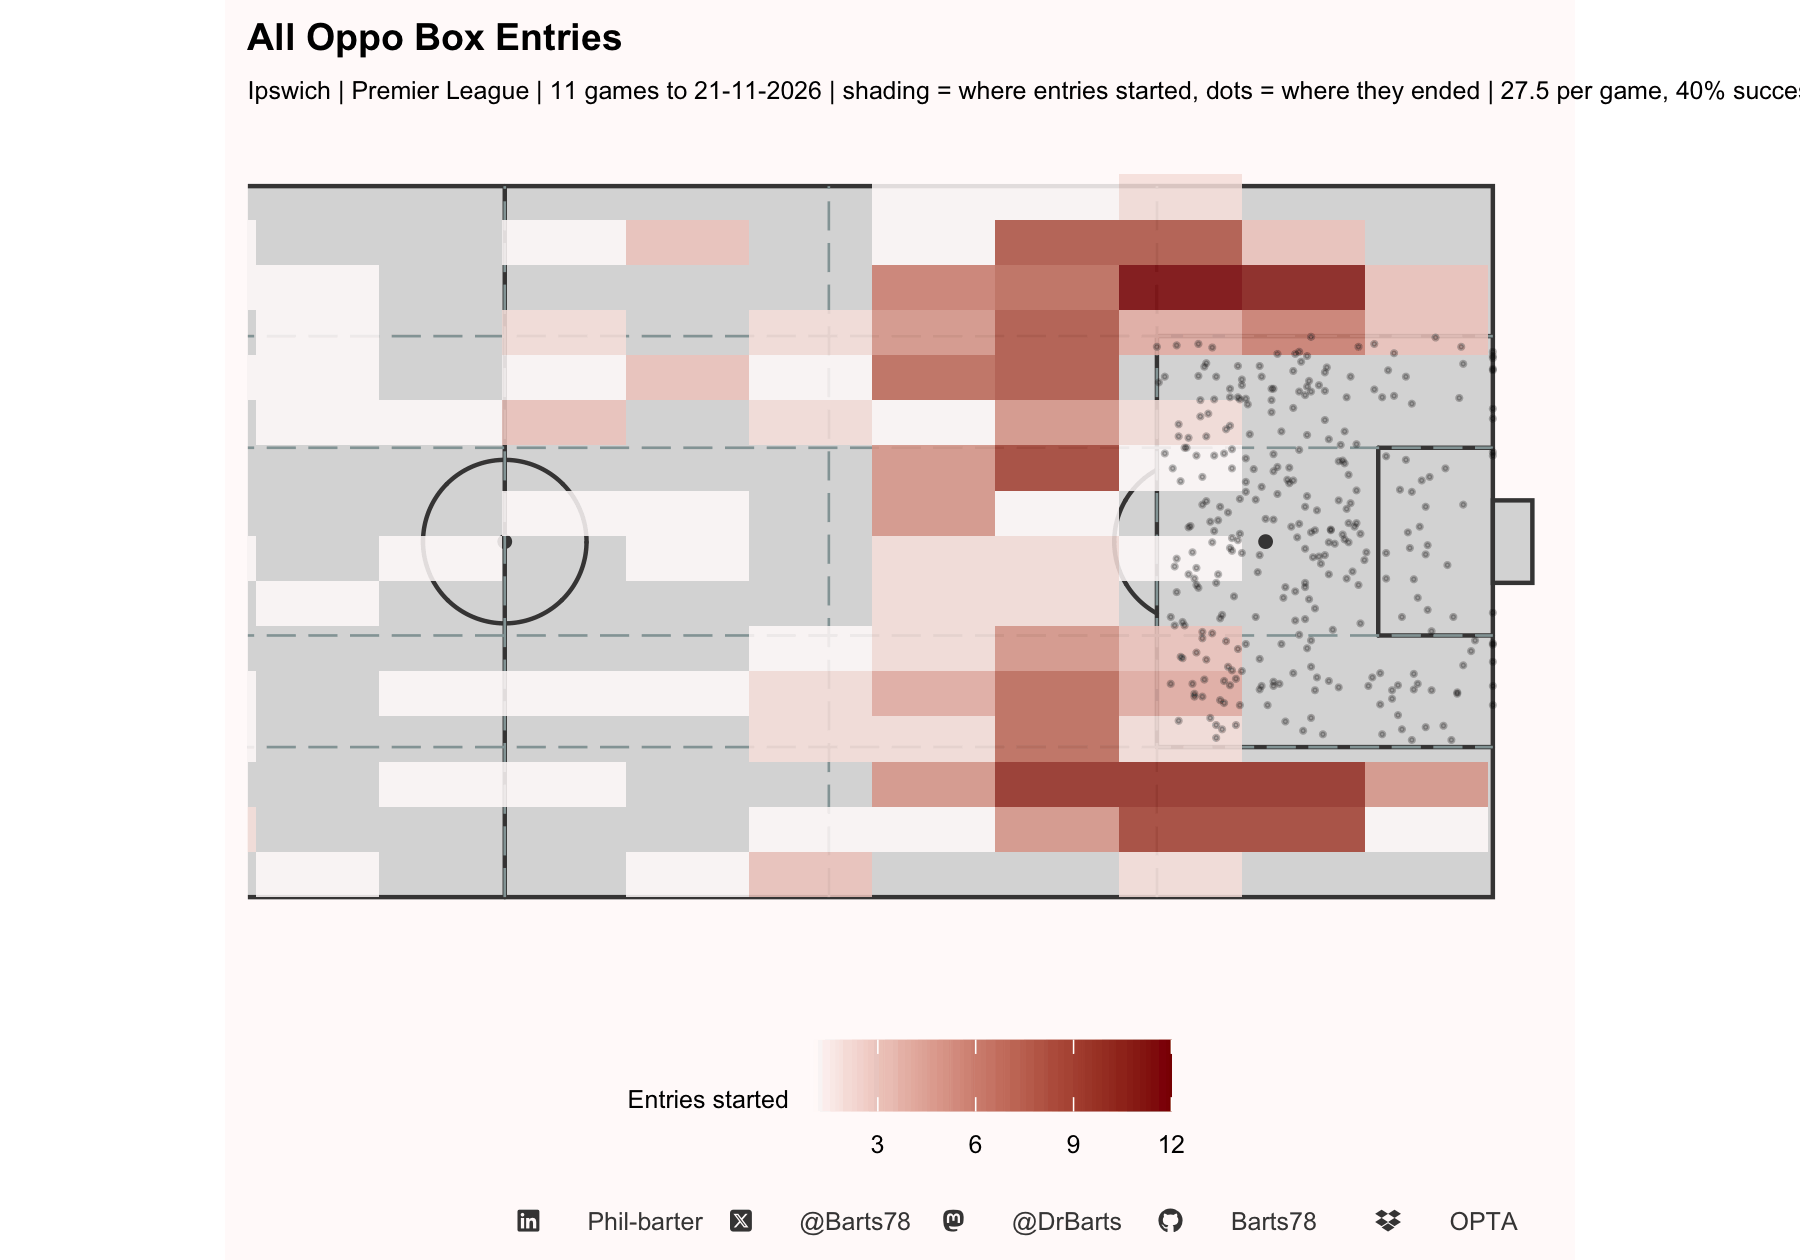 All Oppo Box Entries
Ipswich | Premier League | 11 games to 21-11-2026 | shading = where entries started, dots = where they ended | 27.5 per game, 40% succes
Entries started
3 6 9 12
Phil-barter @Barts78 @DrBarts Barts78 OPTA